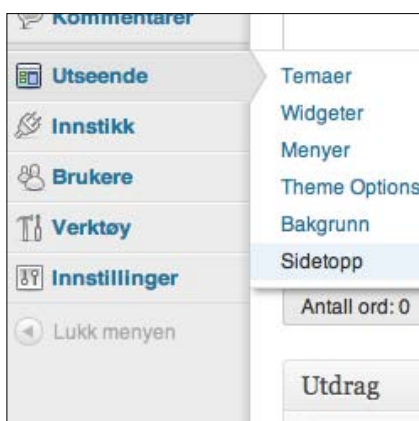 Kommentarer
Utseende
Innstikk
Brukere
Verktøy
Innstillinger
Lukk menyen
Temaer
Widgeter
Menyer
Theme Options
Bakgrunn
Sidetopp
Antall ord: 0
Utdrag